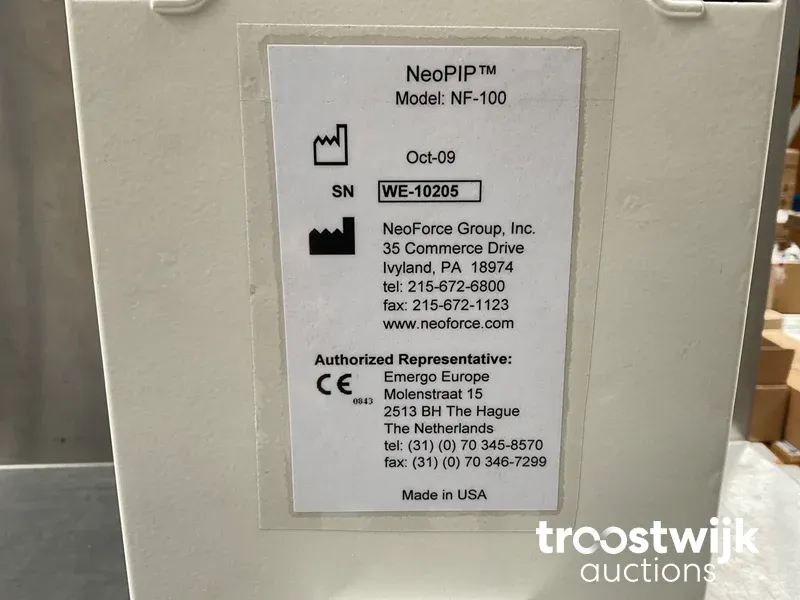 NeoPIP™
Model: NF-100
Oct-09
SN WE-10205
NeoForce Group, Inc.
35 Commerce Drive
Ivyland, PA 18974
tel: 215-672-6800
fax: 215-672-1123
www.neoforce.com
Authorized Representative:
CE 0843
Emergo Europe
Molenstraat 15
2513 BH The Hague
The Netherlands
tel: (31) (0) 70 345-8570
fax: (31) (0) 70 346-7299
Made in USA
troostwijk
auctions